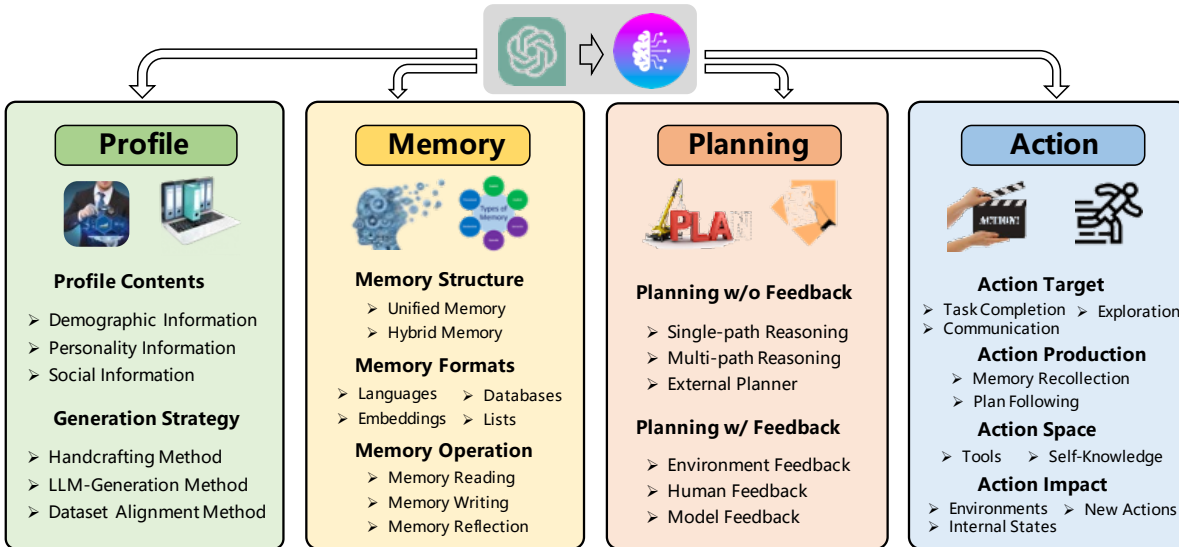 Profile
Profile Contents
Demographic Information
Personality Information
Social Information
Generation Strategy
Handcrafting Method
LLM-Generation Method
Dataset Alignment Method
Memory
Types of
Memory
Memory Structure
Unified Memory
Hybrid Memory
Memory Formats
Languages
Databases
Embeddings
Lists
Memory Operation
Memory Reading
Memory Writing
Memory Reflection
Planning
PLA
Planning w/o Feedback
Single-path Reasoning
Multi-path Reasoning
External Planner
Planning w/ Feedback
Environment Feedback
Human Feedback
Model Feedback
Action
ACTION!
Action Target
Task Completion
Exploration
Communication
Action Production
Memory Recollection
Plan Following
Action Space
Tools
Self-Knowledge
Action Impact
Environments
New Actions
Internal States